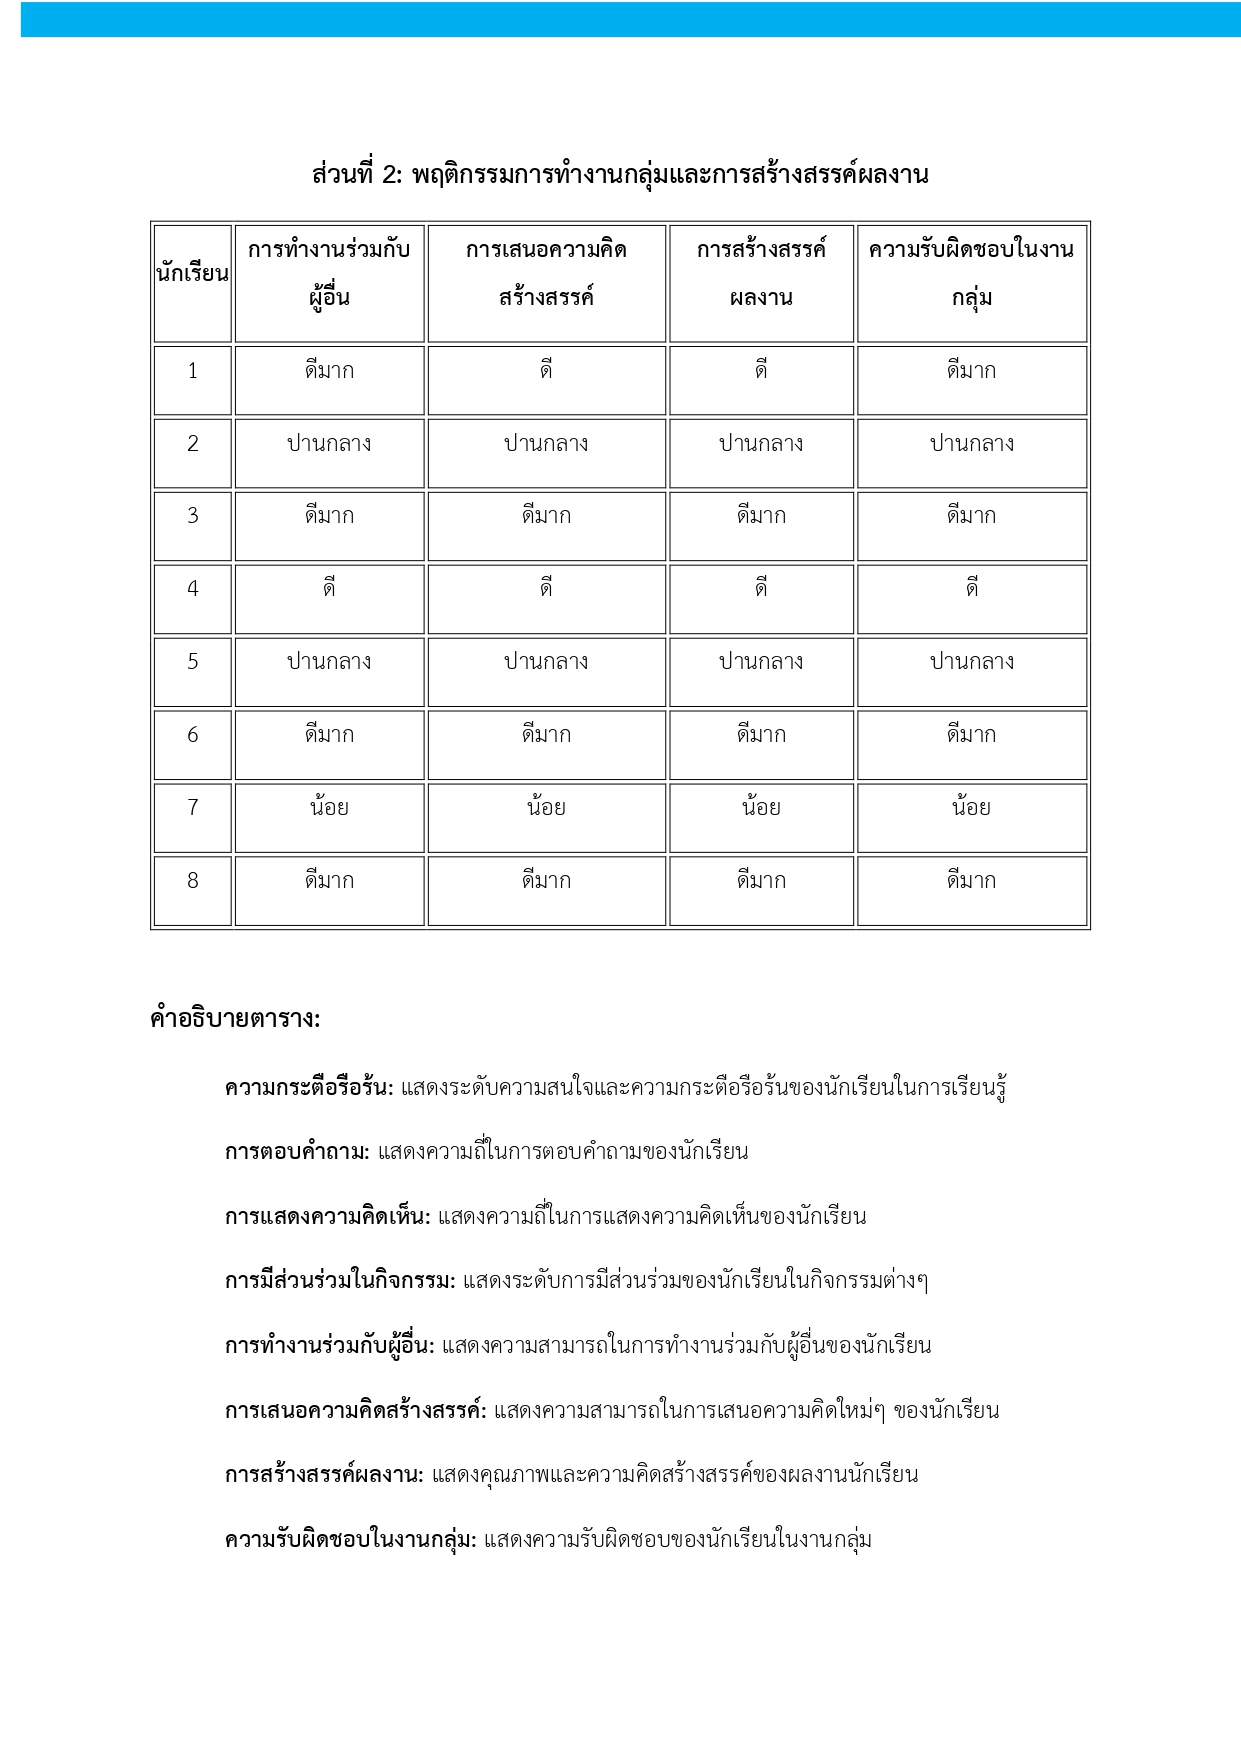 ส่วนที่ 2: พฤติกรรมการทำงานกลุ่มและการสร้างสรรค์ผลงาน
นักเรียน การทำงานร่วมกับผู้อื่น การเสนอความคิดสร้างสรรค์ การสร้างสรรค์ผลงาน ความรับผิดชอบในงานกลุ่ม
1 ดีมาก ดี ดี ดีมาก
2 ปานกลาง ปานกลาง ปานกลาง ปานกลาง
3 ดีมาก ดีมาก ดีมาก ดีมาก
4 ดี ดี ดี ดี
5 ปานกลาง ปานกลาง ปานกลาง ปานกลาง
6 ดีมาก ดีมาก ดีมาก ดีมาก
7 น้อย น้อย น้อย น้อย
8 ดีมาก ดีมาก ดีมาก ดีมาก
คำอธิบายตาราง:
ความกระตือรือร้น: แสดงระดับความสนใจและความกระตือรือร้นของนักเรียนในการเรียนรู้
การตอบคำถาม: แสดงความถี่ในการตอบคำถามของนักเรียน
การแสดงความคิดเห็น: แสดงความถี่ในการแสดงความคิดเห็นของนักเรียน
การมีส่วนร่วมในกิจกรรม: แสดงระดับการมีส่วนร่วมของนักเรียนในกิจกรรมต่างๆ
การทำงานร่วมกับผู้อื่น: แสดงความสามารถในการทำงานร่วมกับผู้อื่นของนักเรียน
การเสนอความคิดสร้างสรรค์: แสดงความสามารถในการเสนอความคิดใหม่ๆ ของนักเรียน
การสร้างสรรค์ผลงาน: แสดงคุณภาพและความคิดสร้างสรรค์ของผลงานนักเรียน
ความรับผิดชอบในงานกลุ่ม: แสดงความรับผิดชอบของนักเรียนในงานกลุ่ม